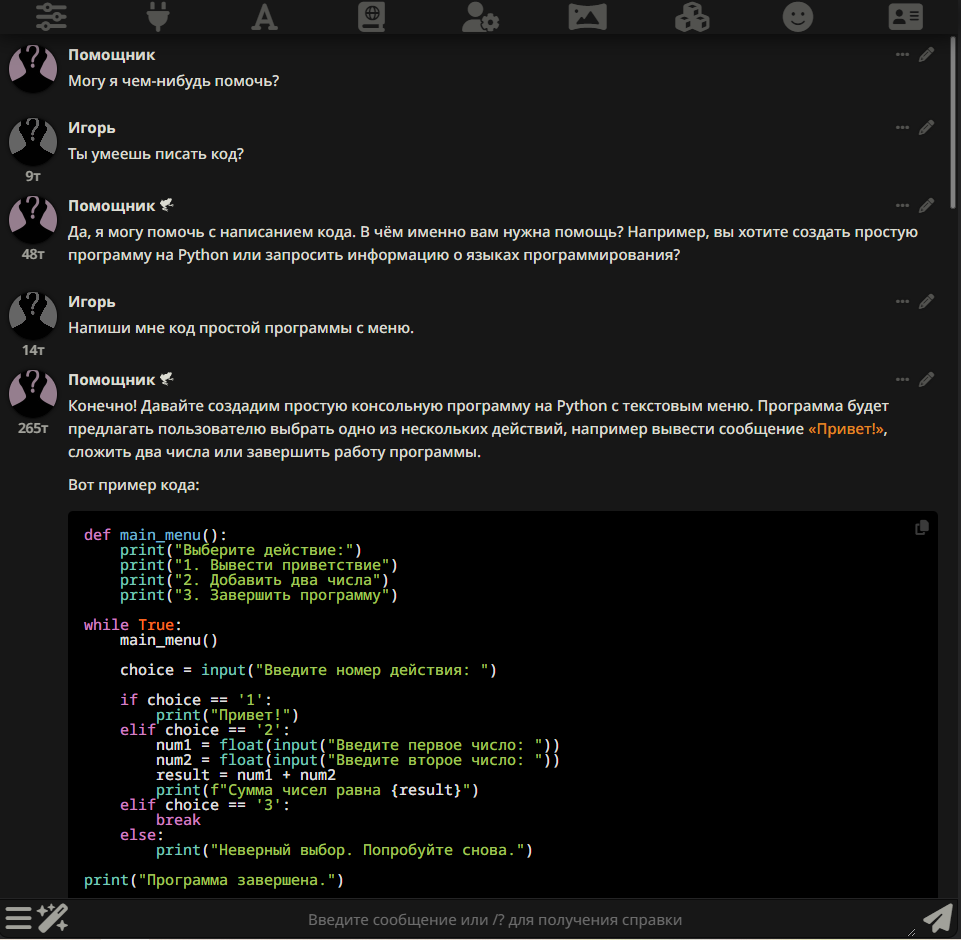 Помощник
Могу я чем-нибудь помочь?
Игорь
Ты умеешь писать код?
9т
Помощник
Да, я могу помочь с написанием кода. В чём именно вам нужна помощь? Например, вы хотите создать простую
программу на Python или запросить информацию о языках программирования?
48т
Игорь
Напиши мне код простой программы с меню.
14т
Помощник
Конечно! Давайте создадим простую консольную программу на Python с текстовым меню. Программа будет
предлагать пользователю выбрать одно из нескольких действий, например вывести сообщение «Привет!»,
265т
сложить два числа или завершить работу программы.
Вот пример кода:
def main_menu():
    print("Выберите действие:")
    print("1. Вывести приветствие")
    print("2. Добавить два числа")
    print("3. Завершить программу")
while True:
    main_menu()
    choice = input("Введите номер действия: ")
    if choice == '1':
        print("Привет!")
    elif choice == '2':
        num1 = float(input("Введите первое число: "))
        num2 = float(input("Введите второе число: "))
        result = num1 + num2
        print(f"Сумма чисел равна {result}")
    elif choice == '3':
        break
    else:
        print("Неверный выбор. Попробуйте снова.")
print("Программа завершена.")
Введите сообщение или /? для получения справки